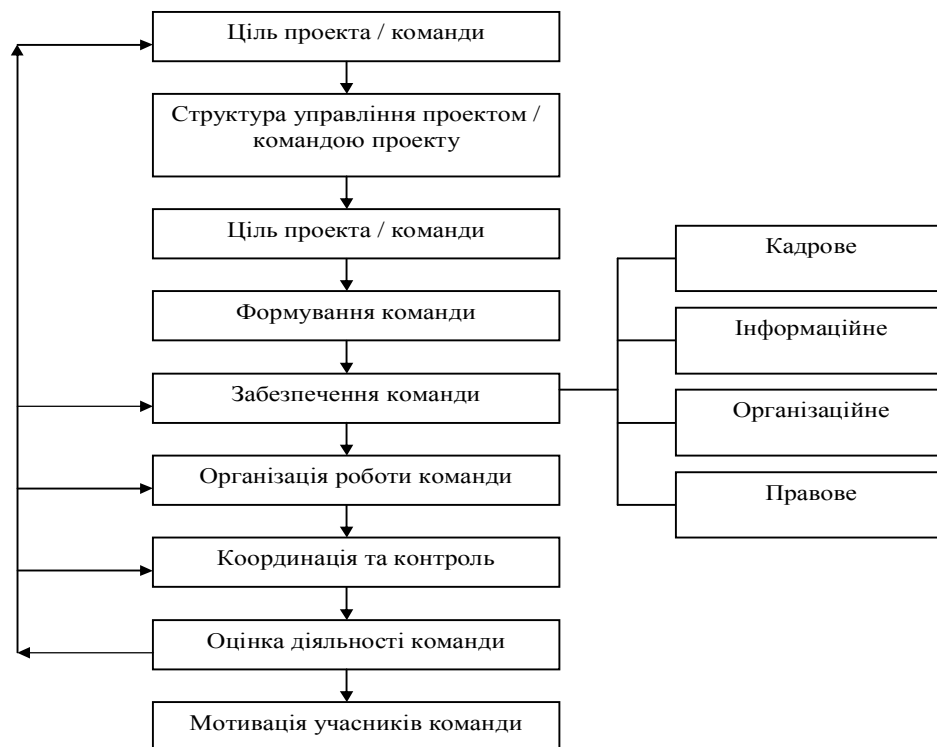 Ціль проекта / команди
Структура управління проектом /
командою проекту
Ціль проекта / команди
Формування команди
Забезпечення команди
Організація роботи команди
Координація та контроль
Оцінка діяльності команди
Мотивація учасників команди
Кадрове
Інформаційне
Організаційне
Правове